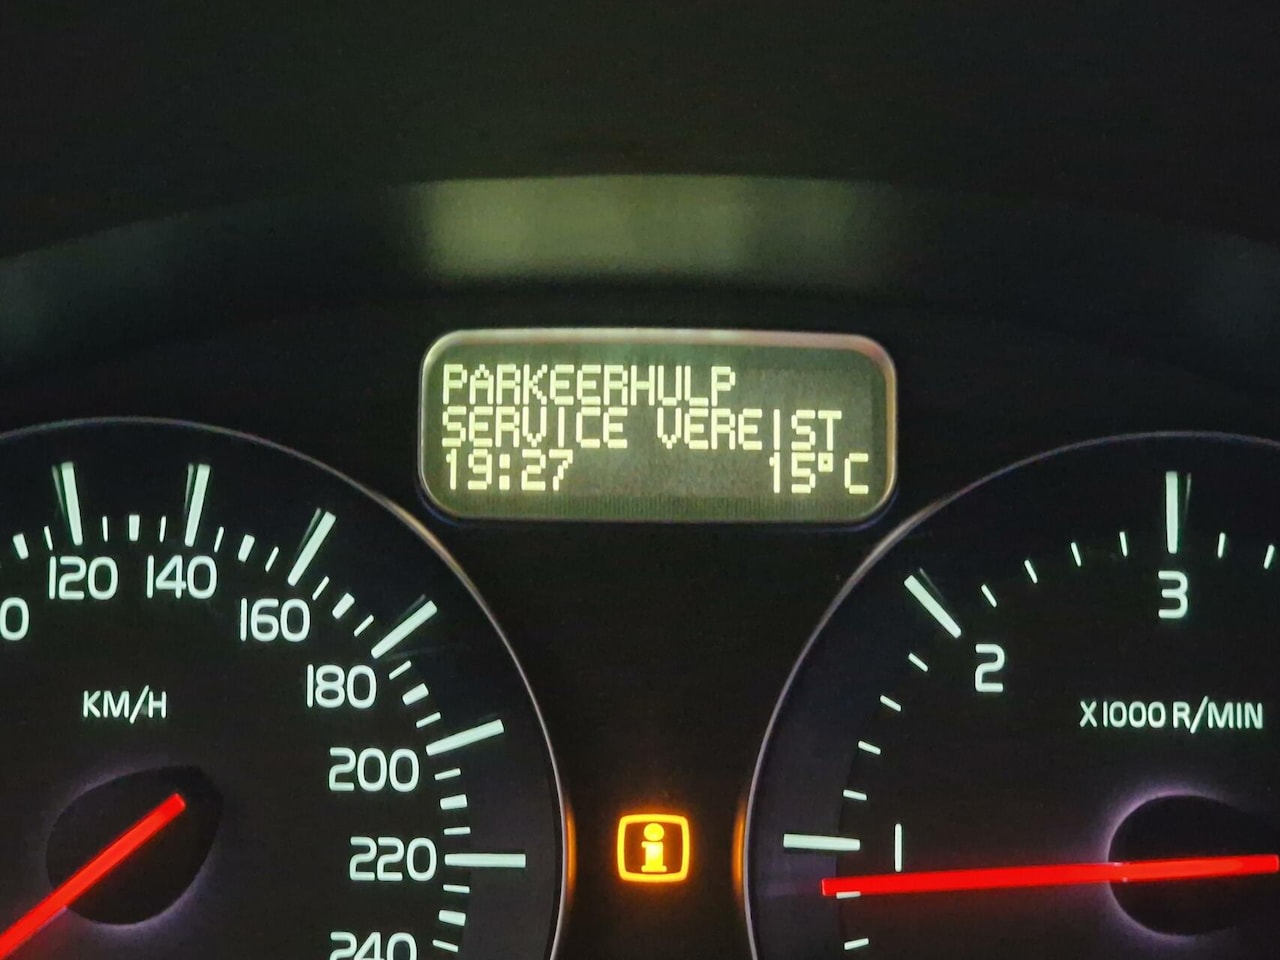 PARKEERHULP
SERVICE VEREIST
19:27 15°C
120 140 160 180 200 220 240
KM/H
1 2 3
X1000 R/MIN
i